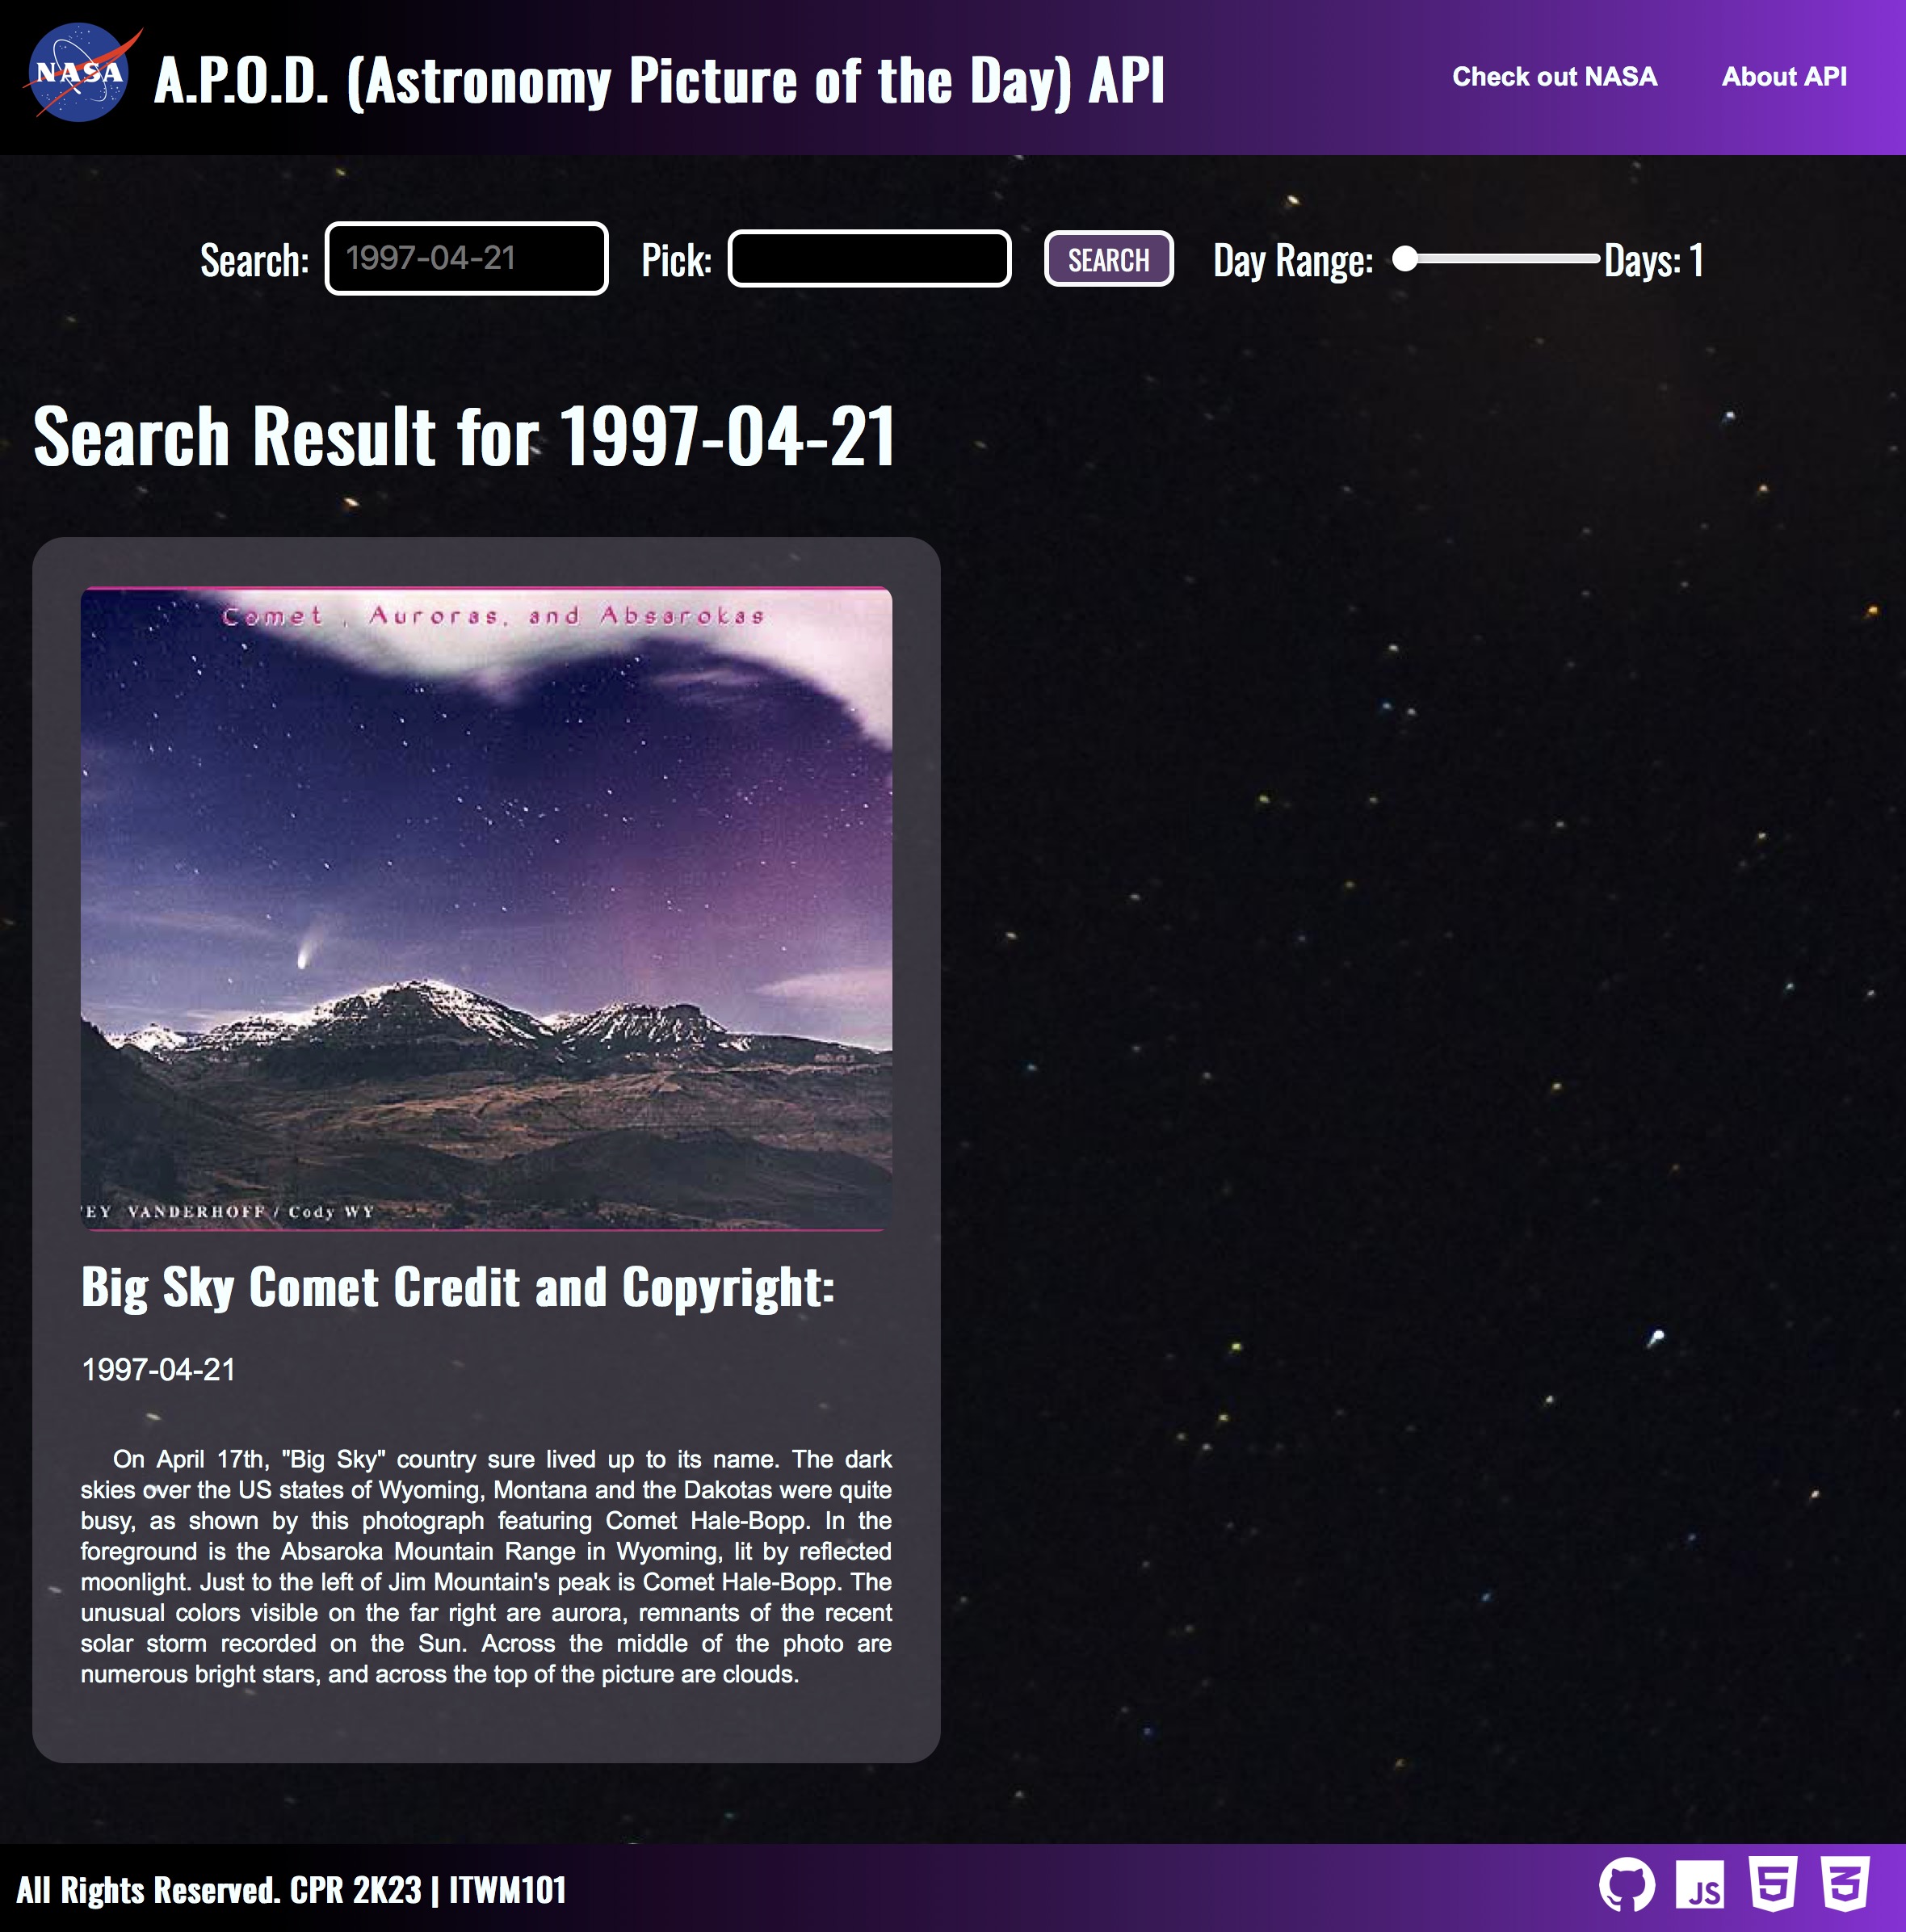 NASA
A.P.O.D. (Astronomy Picture of the Day) API
Check out NASA
About API
Search:
1997-04-21
Pick:
SEARCH
Day Range:
Days: 1
Search Result for 1997-04-21
Comet , Auroras, and Absarokas
EY VANDERHOFF / Cody WY
Big Sky Comet Credit and Copyright:
1997-04-21
On April 17th, "Big Sky" country sure lived up to its name. The dark
skies over the US states of Wyoming, Montana and the Dakotas were quite
busy, as shown by this photograph featuring Comet Hale-Bopp. In the
foreground is the Absaroka Mountain Range in Wyoming, lit by reflected
moonlight. Just to the left of Jim Mountain's peak is Comet Hale-Bopp. The
unusual colors visible on the far right are aurora, remnants of the recent
solar storm recorded on the Sun. Across the middle of the photo are
numerous bright stars, and across the top of the picture are clouds.
All Rights Reserved. CPR 2K23 | ITWM101
JS
5
3